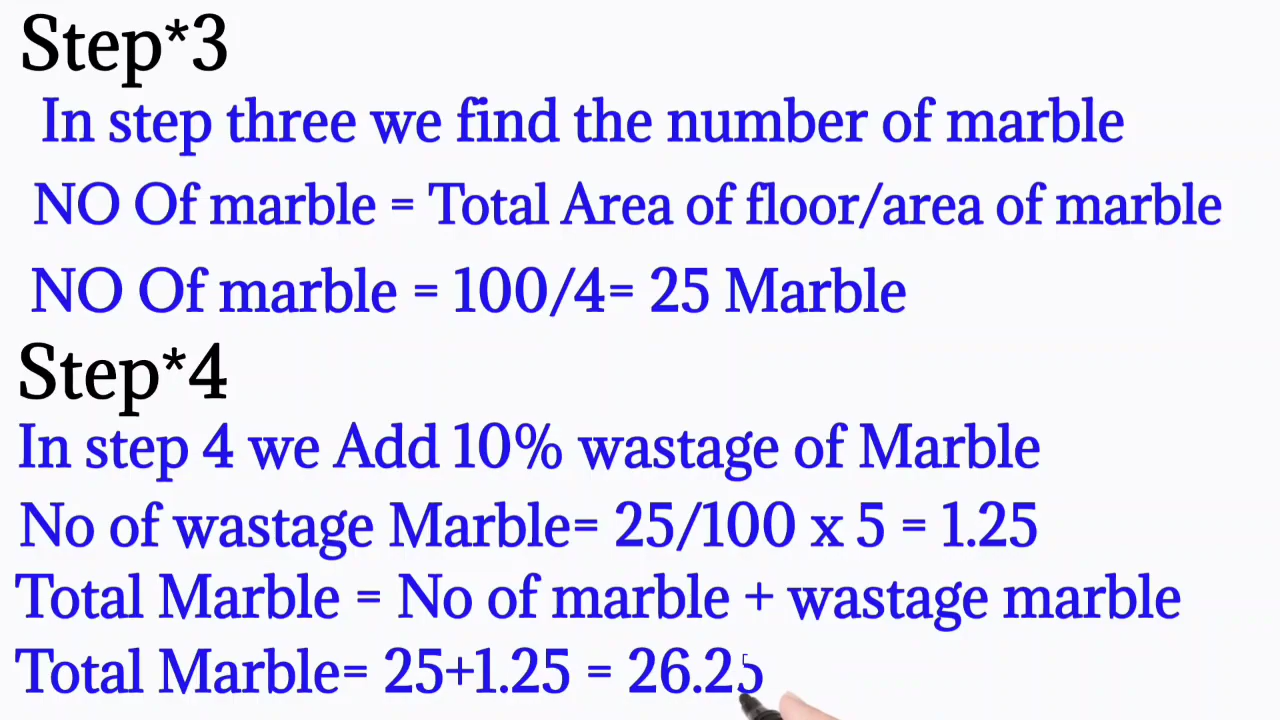 Step*3
In step three we find the number of marble
NO Of marble = Total Area of floor/area of marble
NO Of marble = 100/4= 25 Marble
Step*4
In step 4 we Add 10% wastage of Marble
No of wastage Marble= 25/100 x 5 = 1.25
Total Marble = No of marble + wastage marble
Total Marble= 25+1.25 = 26.25